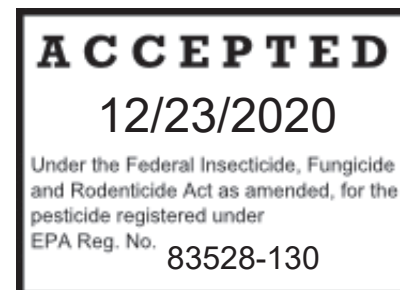 ACCEPTED
12/23/2020
Under the Federal Insecticide, Fungicide
and Rodenticide Act as amended, for the
pesticide registered under
EPA Reg. No. 83528-130